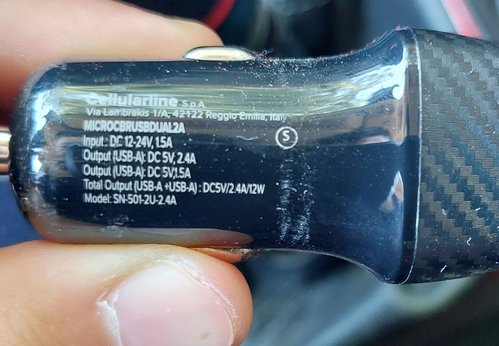 Cellularline S.p.A.
Via Lambrakis 1/A, 42122 Reggio Emilia, Italy
MICROCBRUSBDUAL2A
Input: DC 12-24V, 1.5A
Output (USB-A): DC 5V, 2.4A
Output (USB-A): DC 5V,1.5A
Total Output (USB-A +USB-A) : DC5V/2.4A/12W
Model: SN-501-2U-2.4A
S